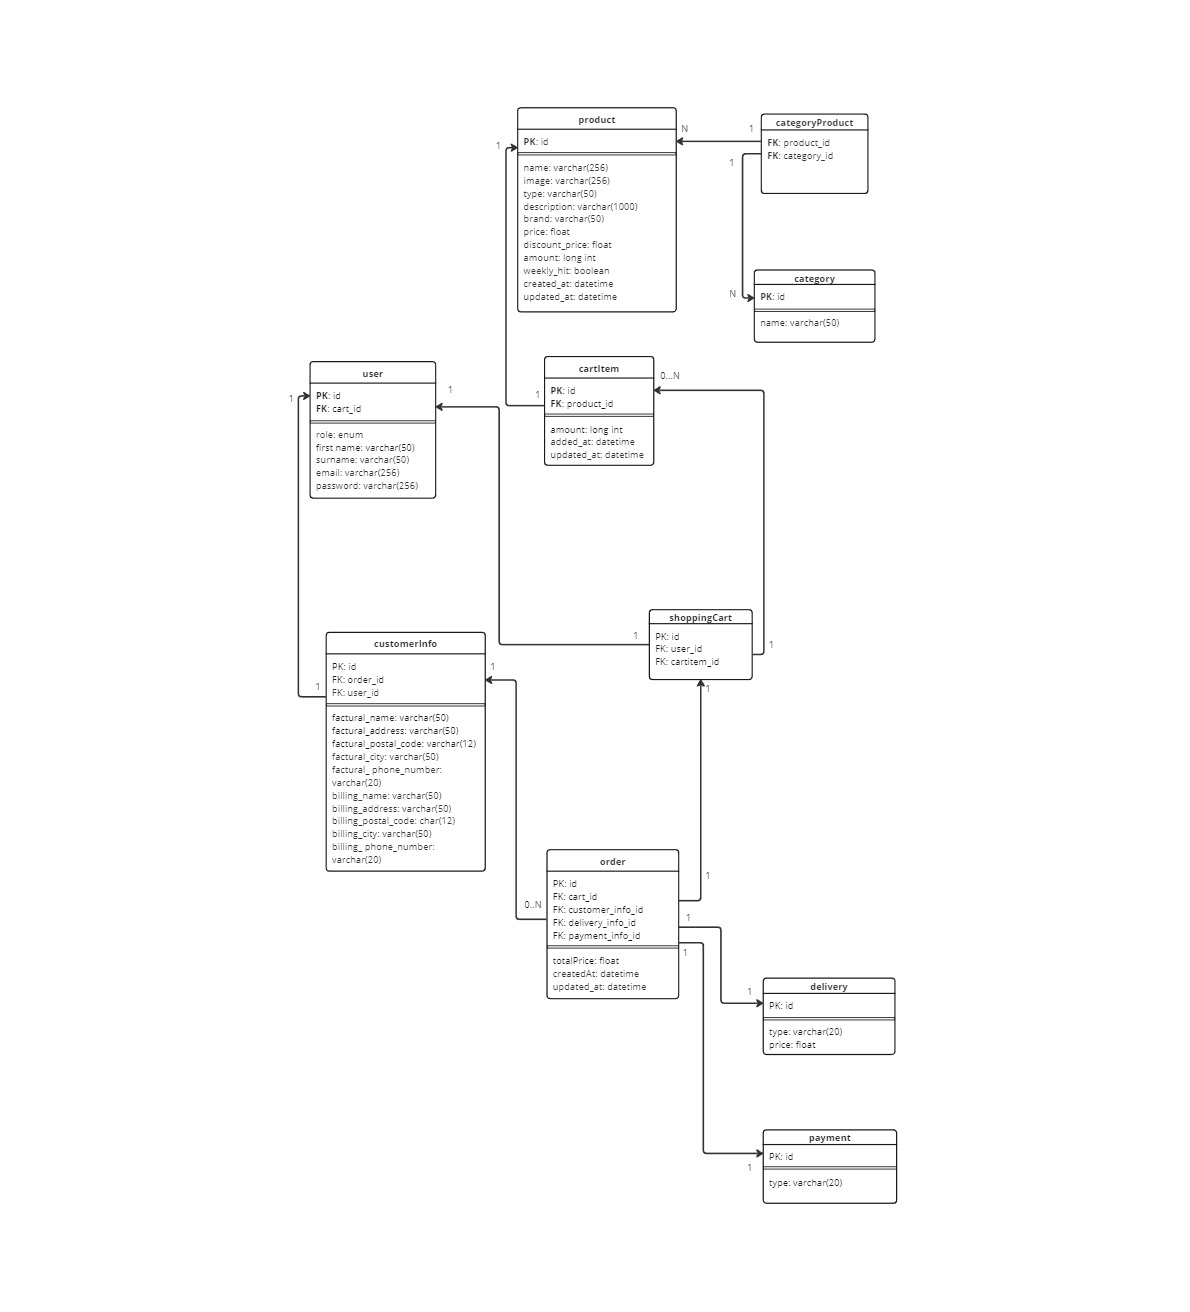 product
PK: id
name: varchar(256)
image: varchar(256)
type: varchar(50)
description: varchar(1000)
brand: varchar(50)
price: float
discount_price: float
amount: long int
weekly_hit: boolean
created_at: datetime
updated_at: datetime
N
1
categoryProduct
FK: product_id
FK: category_id
1
1
N
category
PK: id
name: varchar(50)
user
PK: id
FK: cart_id
role: enum
first name: varchar(50)
surname: varchar(50)
email: varchar(256)
password: varchar(256)
1
1
cartItem
PK: id
FK: product_id
amount: long int
added_at: datetime
updated_at: datetime
1
0...N
shoppingCart
PK: id
FK: user_id
FK: cartitem_id
1
1
1
customerInfo
PK: id
FK: order_id
FK: user_id
factural_name: varchar(50)
factural_address: varchar(50)
factural_postal_code: varchar(12)
factural_city: varchar(50)
factural_ phone_number:
varchar(20)
billing_name: varchar(50)
billing_address: varchar(50)
billing_postal_code: char(12)
billing_city: varchar(50)
billing_ phone_number:
varchar(20)
1
1
order
PK: id
FK: cart_id
FK: customer_info_id
FK: delivery_info_id
FK: payment_info_id
totalPrice: float
createdAt: datetime
updated_at: datetime
0..N
1
1
1
delivery
PK: id
type: varchar(20)
price: float
1
payment
PK: id
type: varchar(20)
1